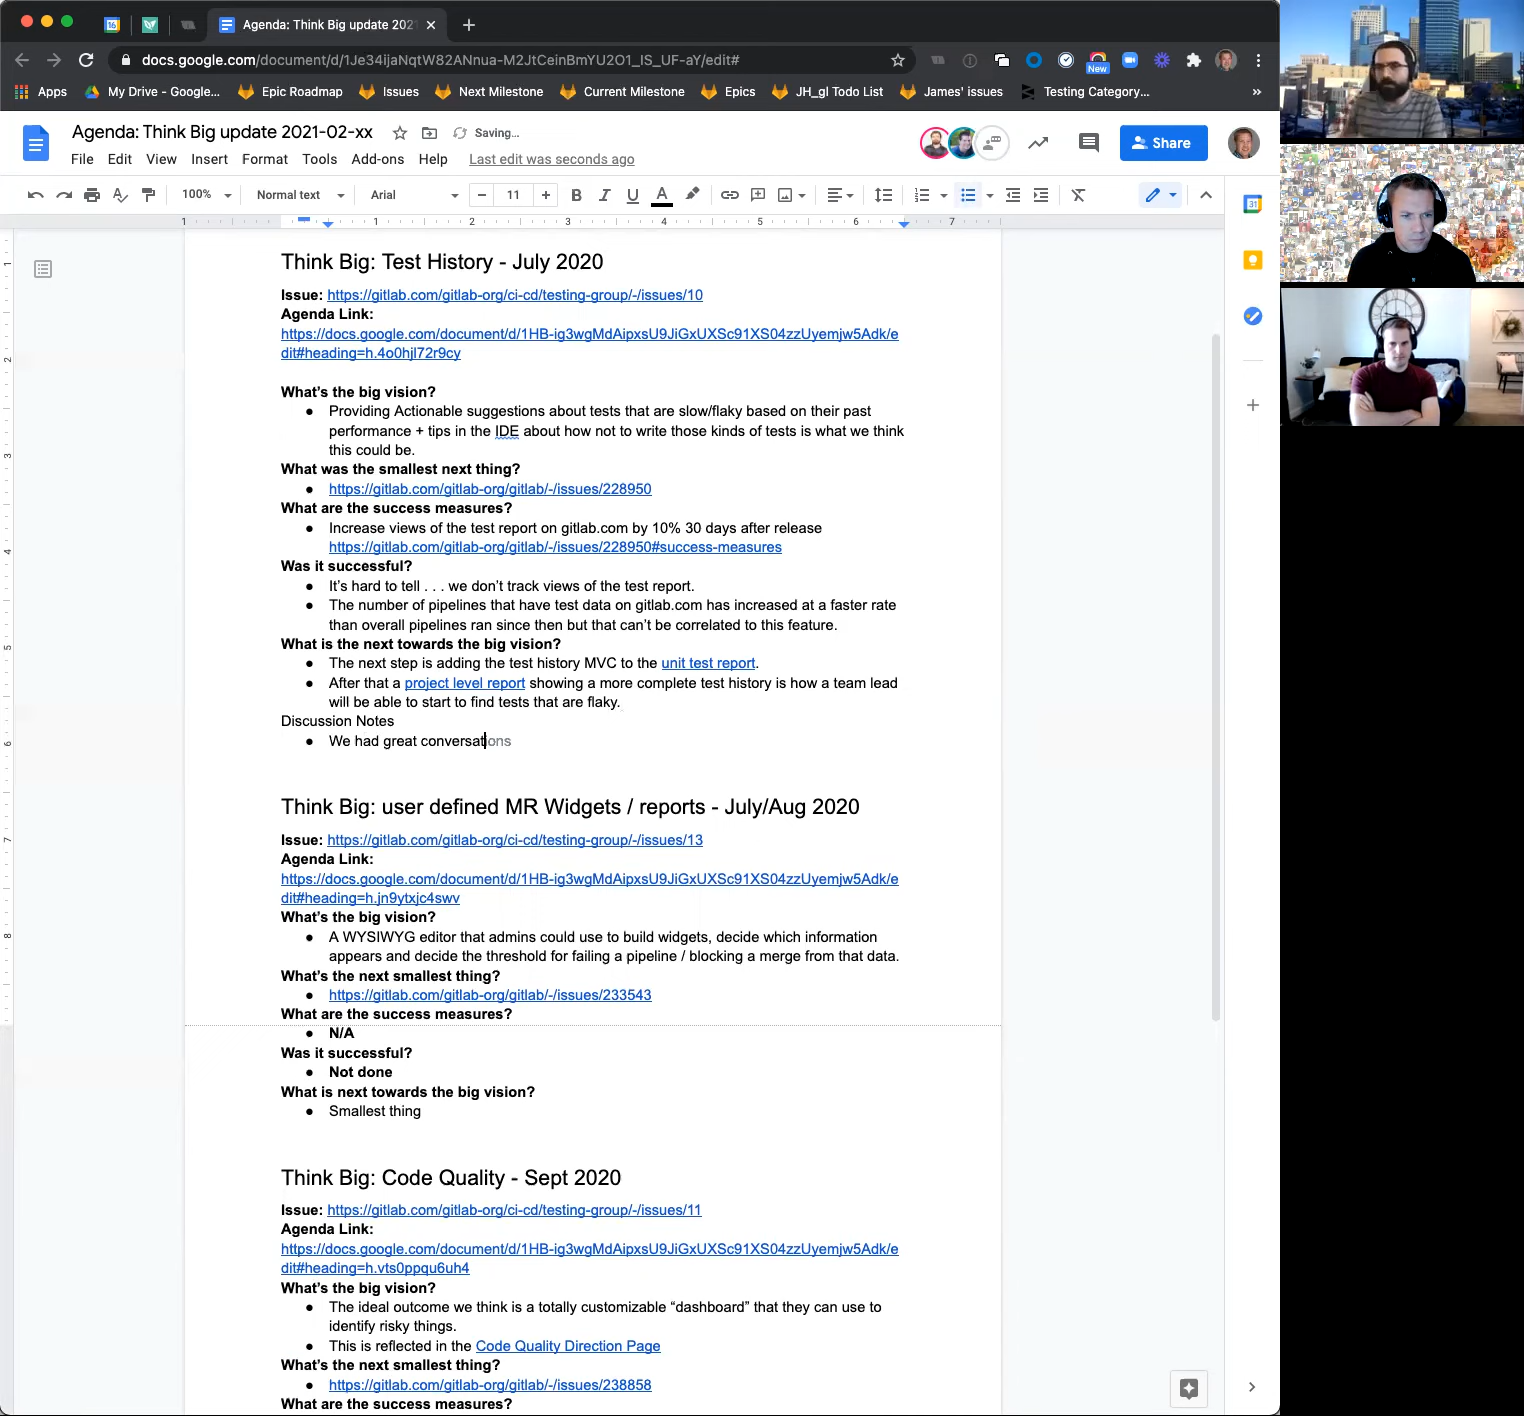 Agenda: Think Big update 202
docs.google.com/document/d/1Je34ijaNqtW82ANnua-M2JtCeinBmYU2O1_IS_UF-aY/edit#
New
Apps My Drive - Google... Epic Roadmap Issues Next Milestone Current Milestone Epics JH_gl Todo List James' issues Testing Category... »
Agenda: Think Big update 2021-02-xx Saving...
File Edit View Insert Format Tools Add-ons Help Last edit was seconds ago
Share
100% Normal text Arial 11 B I U A
1 1 2 3 4 5 6 7
Think Big: Test History - July 2020
Issue: https://gitlab.com/gitlab-org/ci-cd/testing-group/-/issues/10
Agenda Link:
https://docs.google.com/document/d/1HB-ig3wgMdAipxsU9JiGxUXSc91XS04zzUyemjw5Adk/e
dit#heading=h.4o0hjl72r9cy
What's the big vision?
● Providing Actionable suggestions about tests that are slow/flaky based on their past
performance + tips in the IDE about how not to write those kinds of tests is what we think
this could be.
What was the smallest next thing?
● https://gitlab.com/gitlab-org/gitlab/-/issues/228950
What are the success measures?
● Increase views of the test report on gitlab.com by 10% 30 days after release
https://gitlab.com/gitlab-org/gitlab/-/issues/228950#success-measures
Was it successful?
● It's hard to tell . . . we don't track views of the test report.
● The number of pipelines that have test data on gitlab.com has increased at a faster rate
than overall pipelines ran since then but that can't be correlated to this feature.
What is the next towards the big vision?
● The next step is adding the test history MVC to the unit test report.
● After that a project level report showing a more complete test history is how a team lead
will be able to start to find tests that are flaky.
Discussion Notes
● We had great conversations
Think Big: user defined MR Widgets / reports - July/Aug 2020
Issue: https://gitlab.com/gitlab-org/ci-cd/testing-group/-/issues/13
Agenda Link:
https://docs.google.com/document/d/1HB-ig3wgMdAipxsU9JiGxUXSc91XS04zzUyemjw5Adk/e
dit#heading=h.jn9ytxjc4swv
What's the big vision?
● A WYSIWYG editor that admins could use to build widgets, decide which information
appears and decide the threshold for failing a pipeline / blocking a merge from that data.
What's the next smallest thing?
● https://gitlab.com/gitlab-org/gitlab/-/issues/233543
What are the success measures?
● N/A
Was it successful?
● Not done
What is next towards the big vision?
● Smallest thing
Think Big: Code Quality - Sept 2020
Issue: https://gitlab.com/gitlab-org/ci-cd/testing-group/-/issues/11
Agenda Link:
https://docs.google.com/document/d/1HB-ig3wgMdAipxsU9JiGxUXSc91XS04zzUyemjw5Adk/e
dit#heading=h.vts0ppqu6uh4
What's the big vision?
● The ideal outcome we think is a totally customizable “dashboard” that they can use to
identify risky things.
● This is reflected in the Code Quality Direction Page
What's the next smallest thing?
● https://gitlab.com/gitlab-org/gitlab/-/issues/238858
What are the success measures?